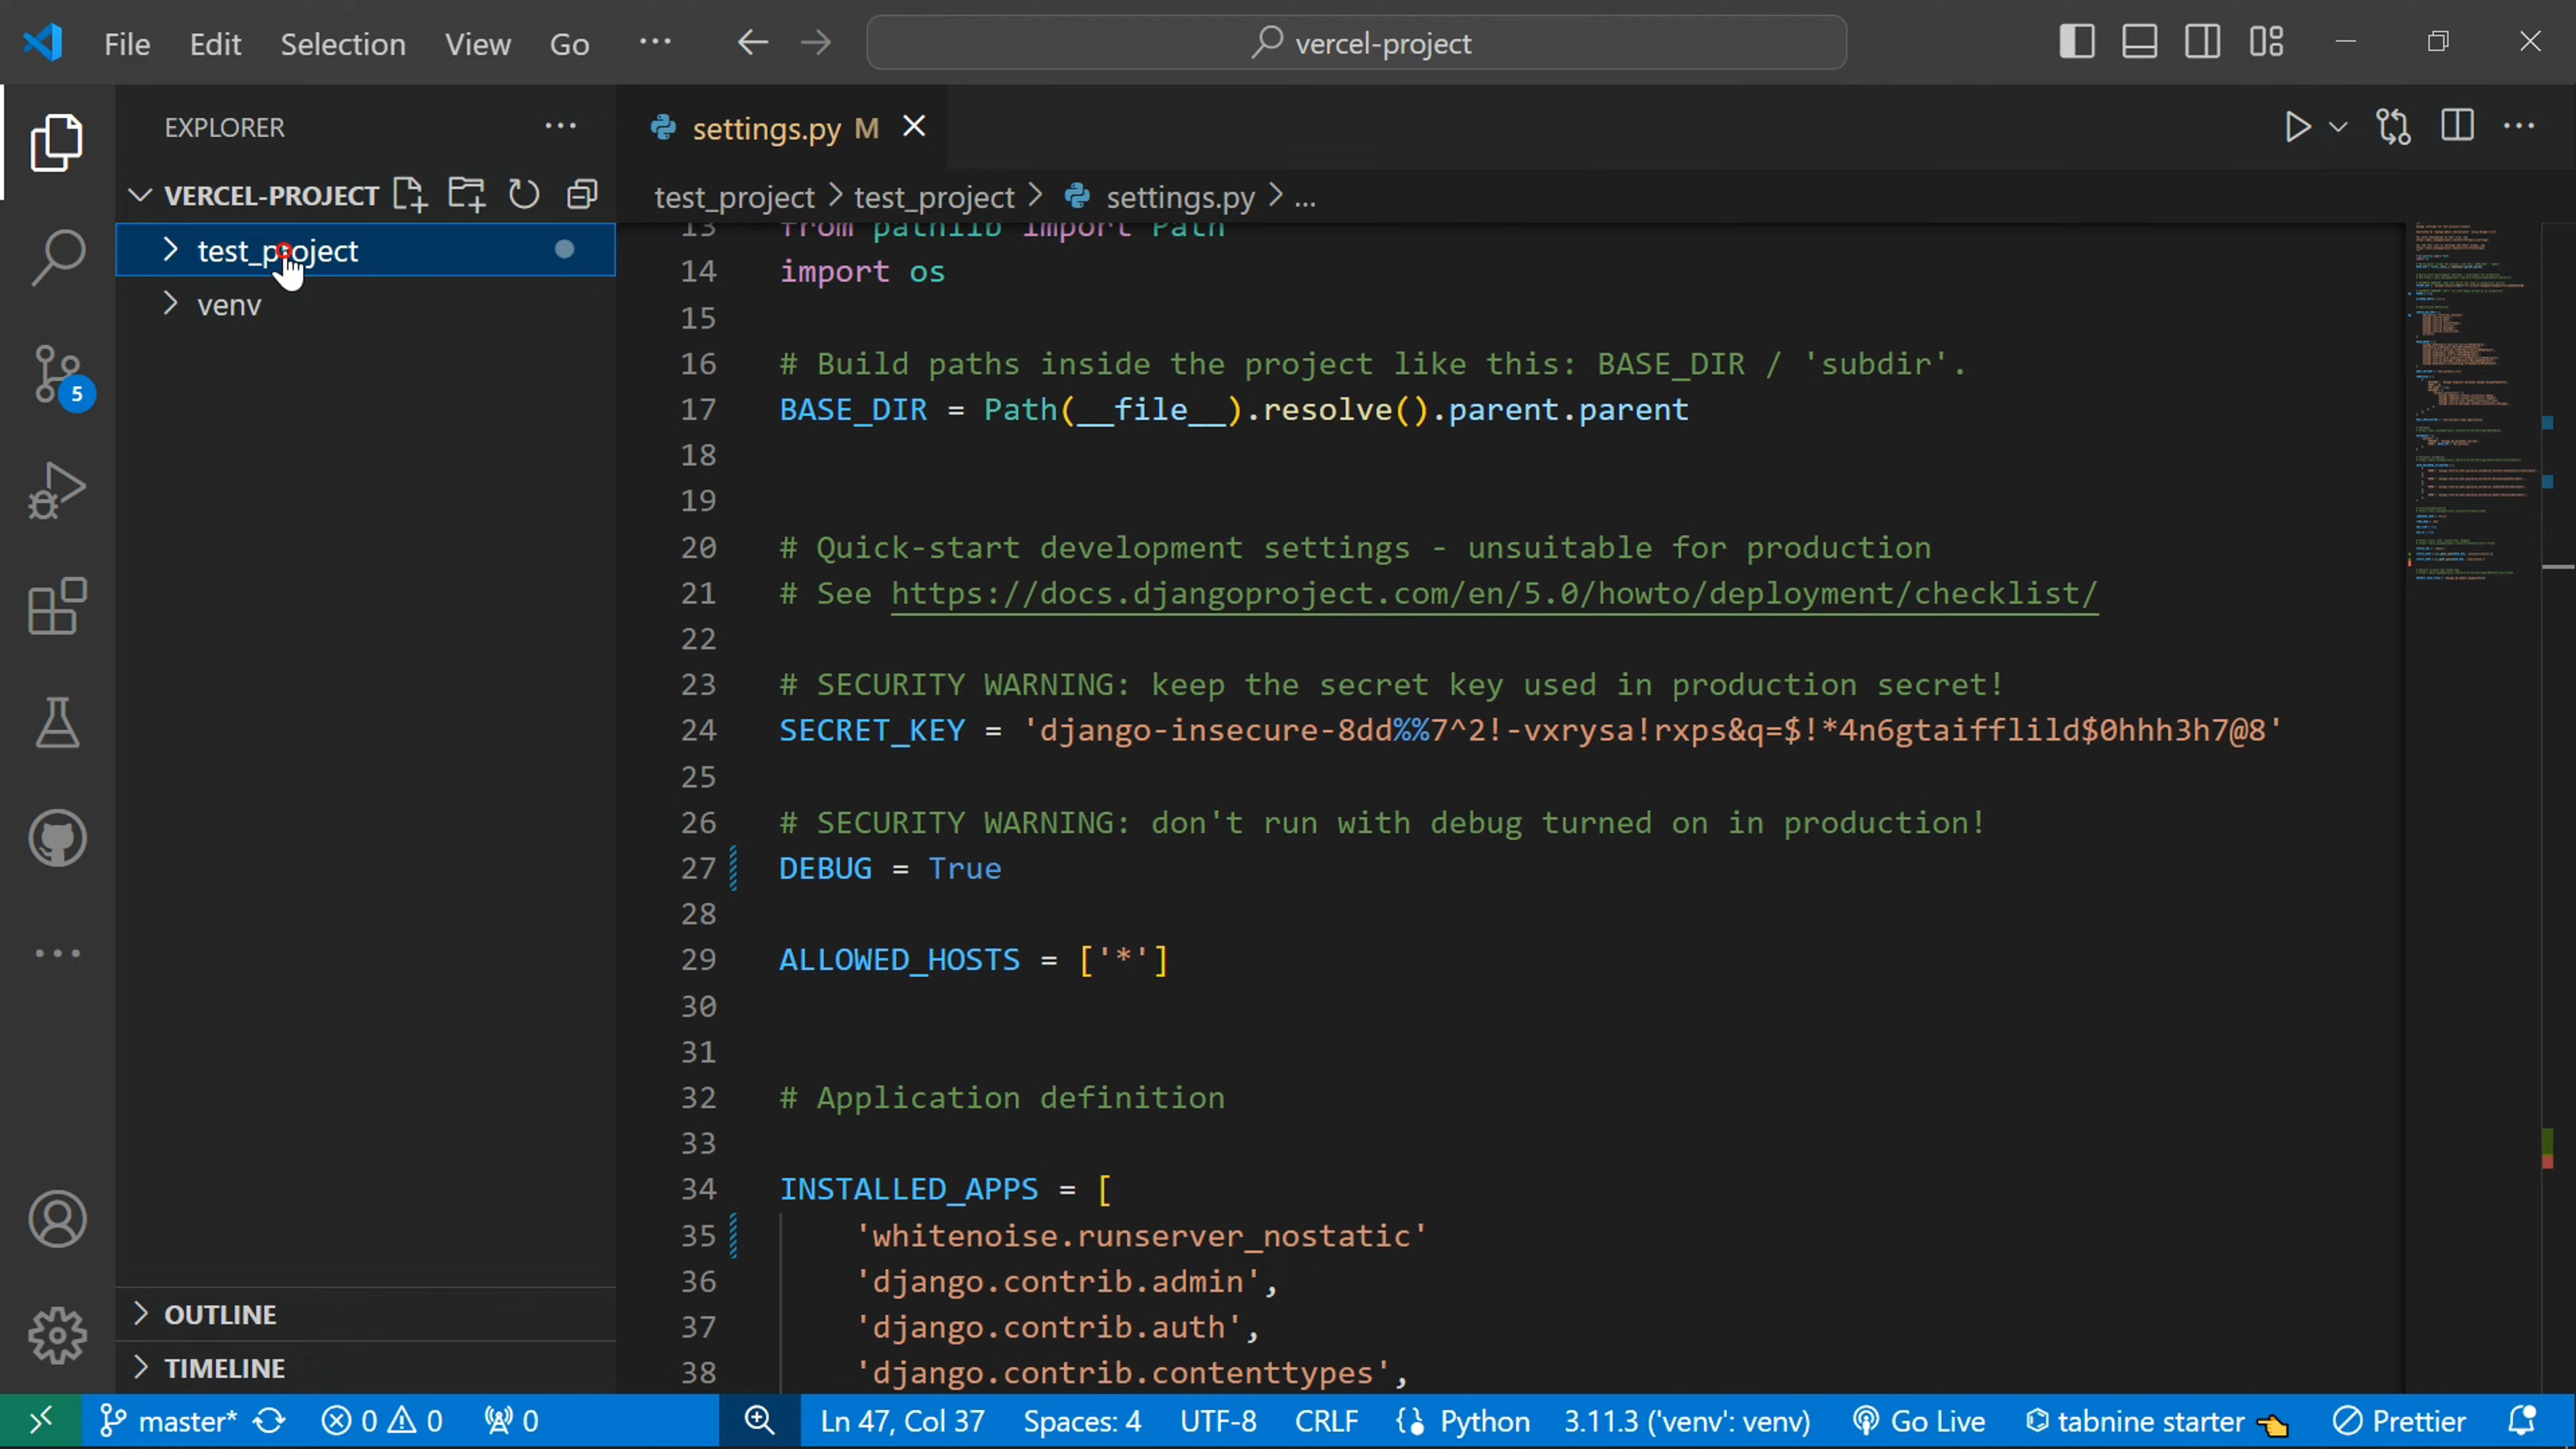 File Edit Selection View Go ...
vercel-project
EXPLORER ...
settings.py M
VERCEL-PROJECT
test_project > test_project > settings.py > ...
test_project
venv
13 from pathlib import Path
14 import os
15
16 # Build paths inside the project like this: BASE_DIR / 'subdir'.
17 BASE_DIR = Path(__file__).resolve().parent.parent
18
19
20 # Quick-start development settings - unsuitable for production
21 # See https://docs.djangoproject.com/en/5.0/howto/deployment/checklist/
22
23 # SECURITY WARNING: keep the secret key used in production secret!
24 SECRET_KEY = 'django-insecure-8dd%%7^2!-vxrysa!rxps&q=$!*4n6gtaifflild$0hhh3h7@8'
25
26 # SECURITY WARNING: don't run with debug turned on in production!
27 DEBUG = True
28
29 ALLOWED_HOSTS = ['*']
30
31
32 # Application definition
33
34 INSTALLED_APPS = [
35 'whitenoise.runserver_nostatic'
36 'django.contrib.admin',
37 'django.contrib.auth',
38 'django.contrib.contenttypes',
5
OUTLINE
TIMELINE
master* 0 0 0 Ln 47, Col 37 Spaces: 4 UTF-8 CRLF Python 3.11.3 ('venv': venv) Go Live tabnine starter Prettier